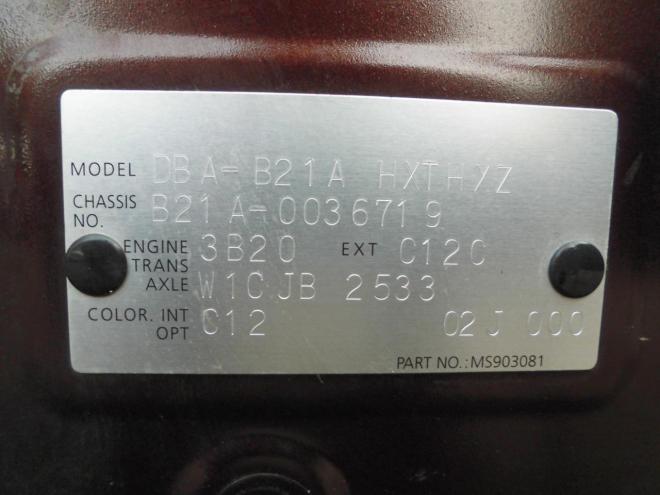 MODEL DBA-B21A HXTHYZ
CHASSIS NO. B21A-0036719
ENGINE 3B20 EXT C12C
TRANS AXLE W1CJB 2533
COLOR. INT OPT C12 02J 000
PART NO.:MS903081